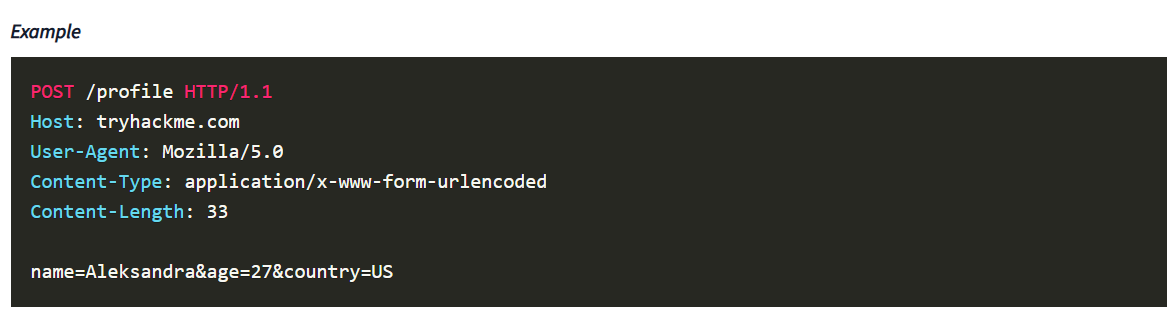 Example
POST /profile HTTP/1.1
Host: tryhackme.com
User-Agent: Mozilla/5.0
Content-Type: application/x-www-form-urlencoded
Content-Length: 33
name=Aleksandra&age=27&country=US